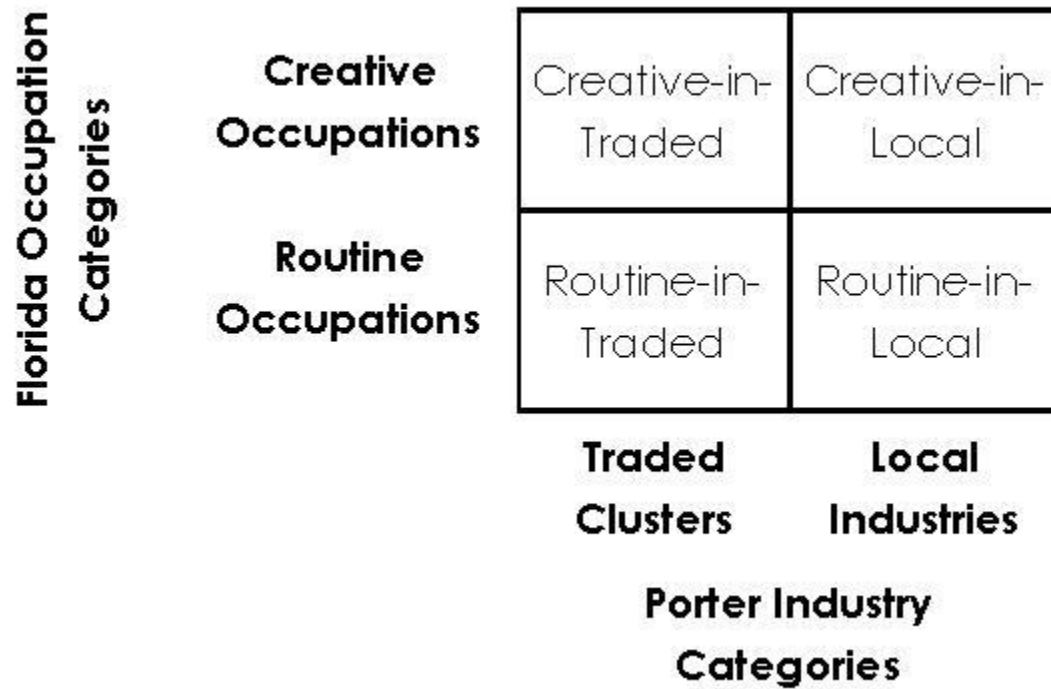 Florida Occupation
Categories
Creative
Occupations
Creative-in-
Traded
Creative-in-
Local
Routine
Occupations
Routine-in-
Traded
Routine-in-
Local
Traded
Clusters
Local
Industries
Porter Industry
Categories